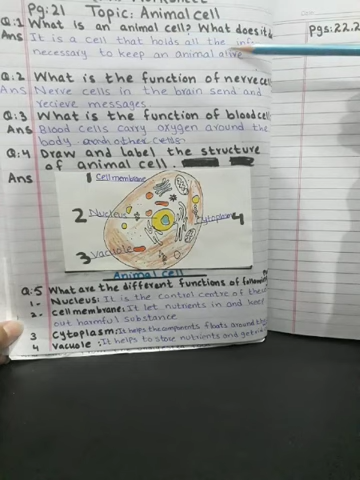 Pg:21 Topic: Animal cell
Q:1 What is an animal cell? What does it
Ans It is a cell that holds all the
necessary to keep an animal alive
Q:2 What is the function of nerve
Ans Nerve cells in the brain send and
recieve messages
Q:3 What is the function of blood
Ans Blood cells carry oxygen around the
body
Q:4 Draw and label the structure
of animal cell.
Ans
1 Cell membrane
2 Nucleus
Cytoplasm 4
3 Vacuole
Animal cell
Q:5 What are the different functions of
1- Nucleus: It is the control centre of the
2- Cell membrane: It let nutrients in and
out harmful substance
3 Cytoplasm: It helps the components floats around
4 Vacuole: It helps to store nutrients and
Pgs:22.2